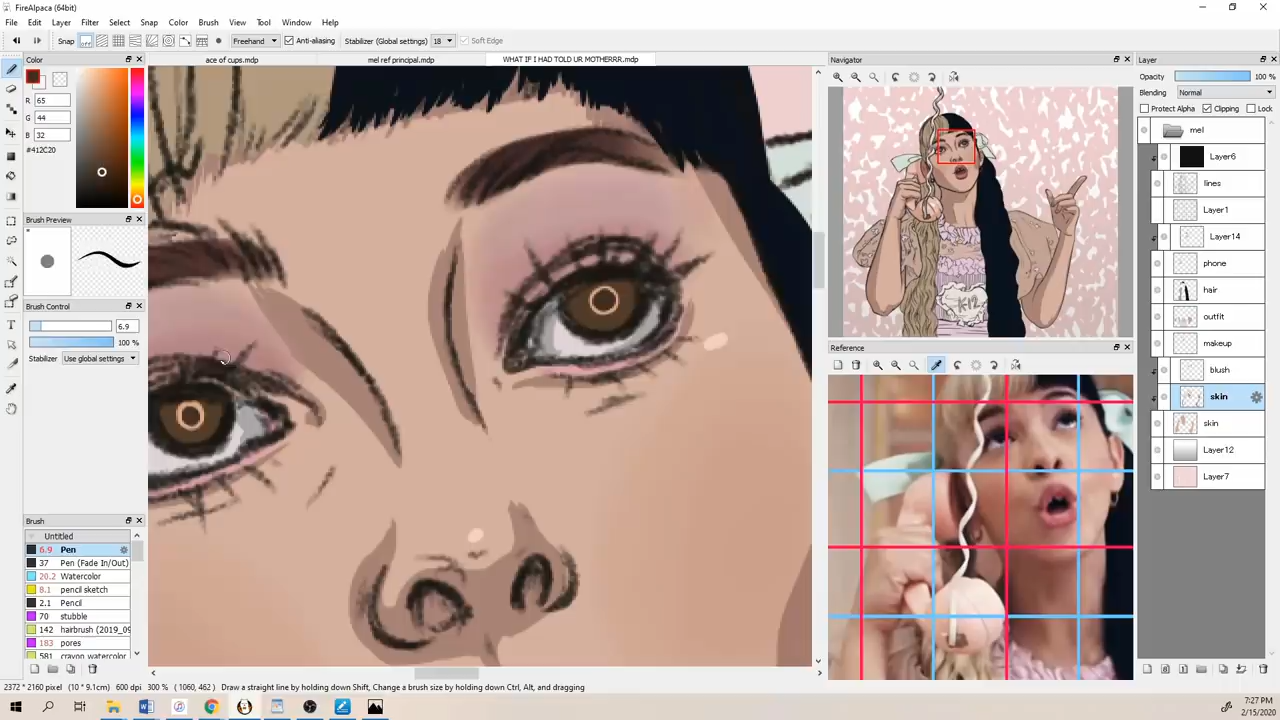 FireAlpaca (64bit)
File Edit Layer Filter Select Snap Color Brush View Tool Window Help
Snap Freehand Anti-aliasing Stabilizer (Global settings) 18 Soft Edge
Color
ace of cups.mdp mel ref principal.mdp WHAT IF I HAD TOLD UR MOTHERRR.mdp
R 65
G 44
B 32
#412C20
Brush Preview
Brush Control
6.9
100 %
Stabilizer Use global settings
Brush
Untitled
6.9 Pen
37 Pen (Fade In/Out)
20.2 Watercolor
8.1 pencil sketch
2.1 Pencil
70 stubble
142 hairbrush (2019_09
183 pores
581 crayon watercolor
Navigator
K12
Reference
Layer
Opacity 100 %
Blending Normal
Protect Alpha Clipping Lock
mel
Layer6
lines
Layer1
Layer14
phone
hair
outfit
makeup
blush
skin
skin
Layer12
Layer7
2372 * 2160 pixel (10 * 9.1cm) 600 dpi 300 % ( 1060, 462 ) Draw a straight line by holding down Shift, Change a brush size by holding down Ctrl, Alt, and dragging
7:27 PM
2/15/2020